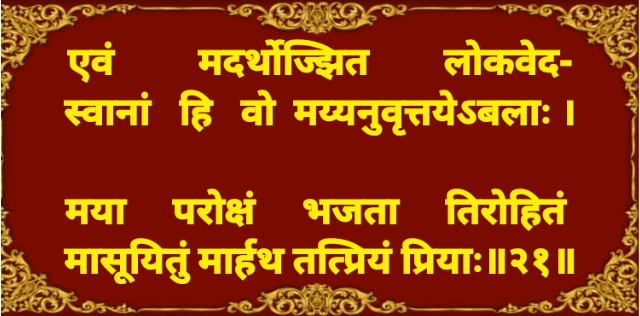 एवं मदर्थोज्झित लोकवेद-
स्वानां हि वो मय्यनुवृत्तयेऽबलाः ।
मया परोक्षं भजता तिरोहितं
मासूयितुं मार्हथ तत्प्रियं प्रियाः॥२१॥